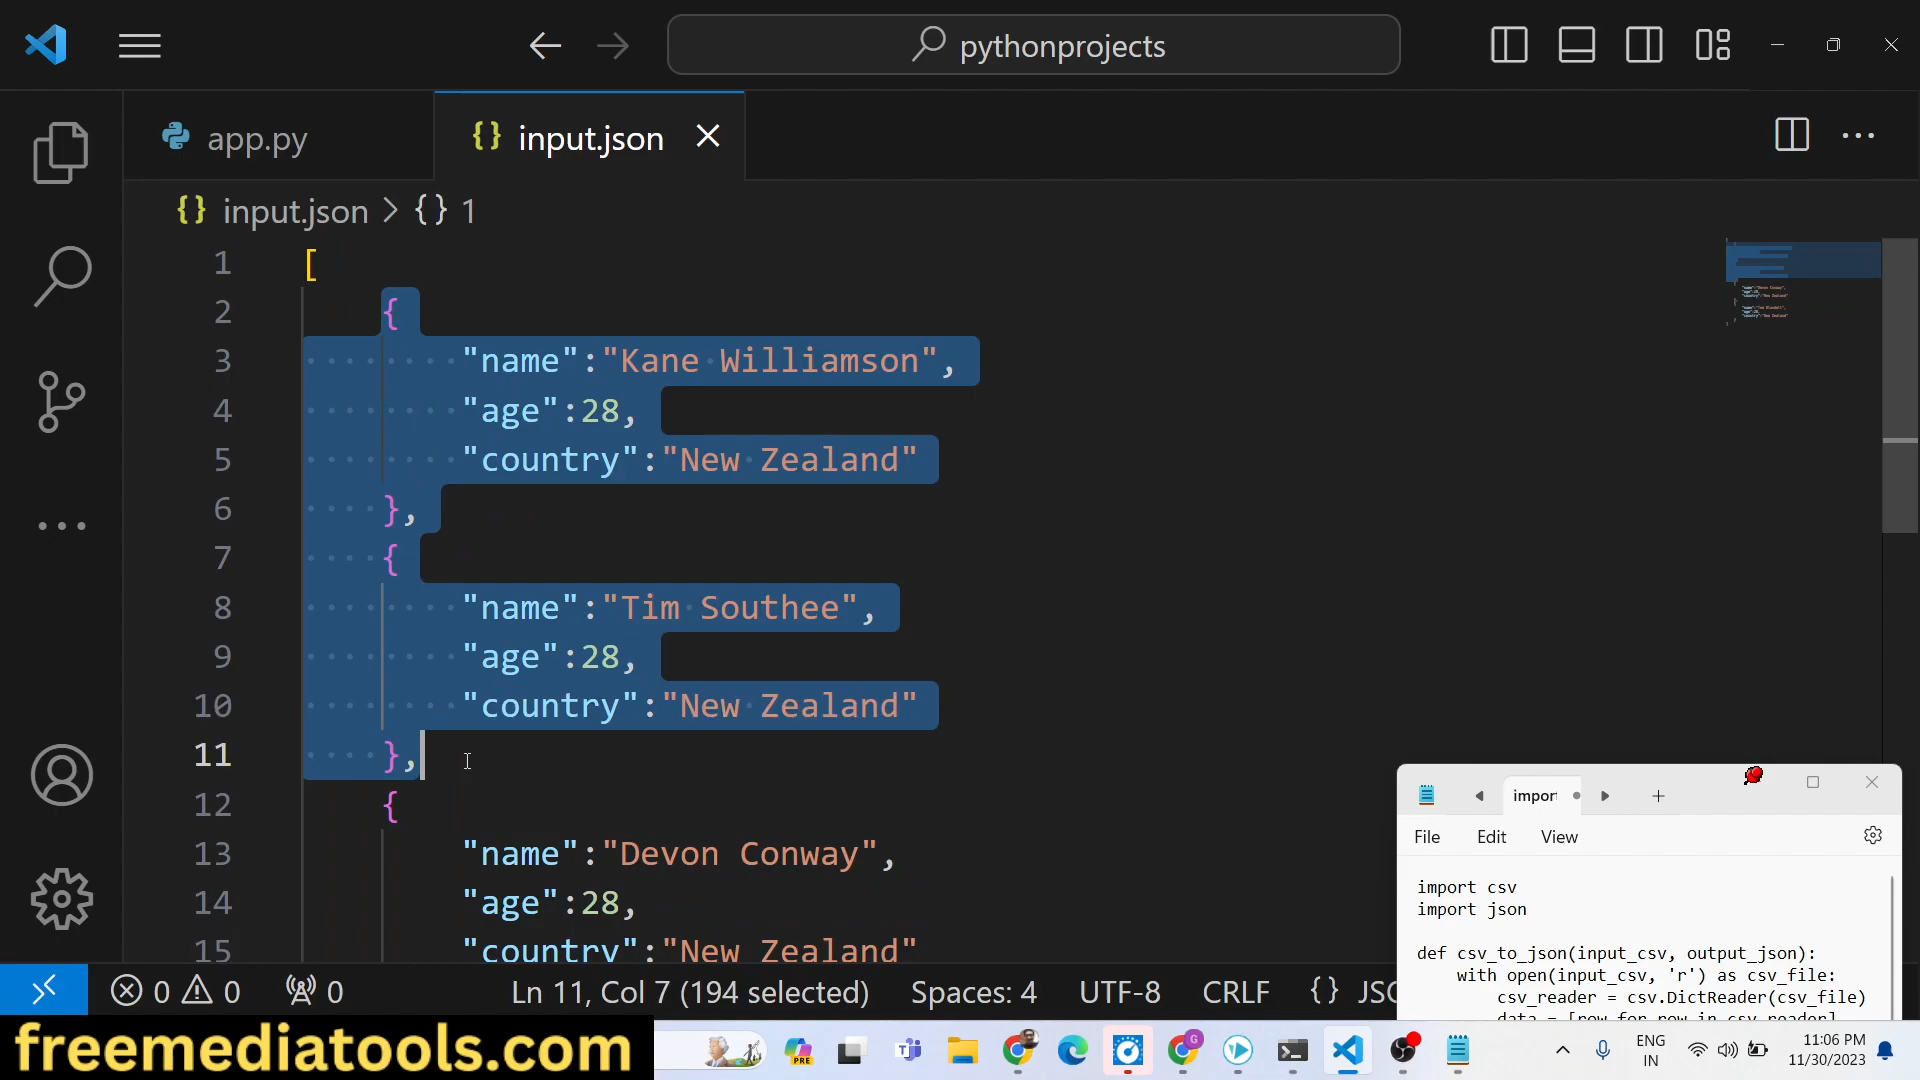 pythonprojects
app.py
input.json
input.json > {} 1
1 [
2 {
3 "name":"Kane Williamson",
4 "age":28,
5 "country":"New Zealand"
6 },
7 {
8 "name":"Tim Southee",
9 "age":28,
10 "country":"New Zealand"
11 },
12 {
13 "name":"Devon Conway",
14 "age":28,
15 "country":"New Zealand"
import
File Edit View
import csv
import json
def csv_to_json(input_csv, output_json):
with open(input_csv, 'r') as csv_file:
csv_reader = csv.DictReader(csv_file)
data = [row for row in csv_reader]
0 0 0 Ln 11, Col 7 (194 selected) Spaces: 4 UTF-8 CRLF {} JSO
freemediatools.com
PRE
ENG
IN
11:06 PM
11/30/2023